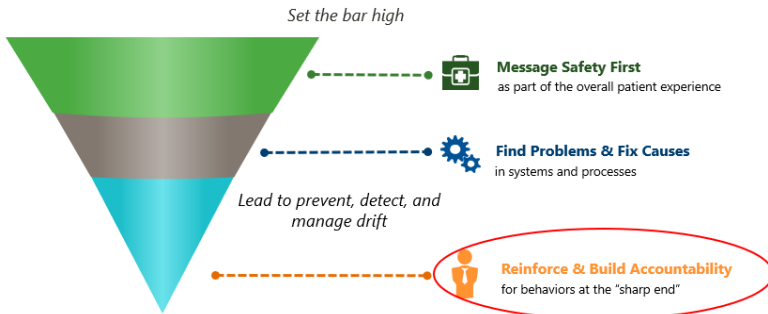 Set the bar high
Message Safety First
as part of the overall patient experience
Find Problems & Fix Causes
in systems and processes
Lead to prevent, detect, and
manage drift
Reinforce & Build Accountability
for behaviors at the “sharp end”